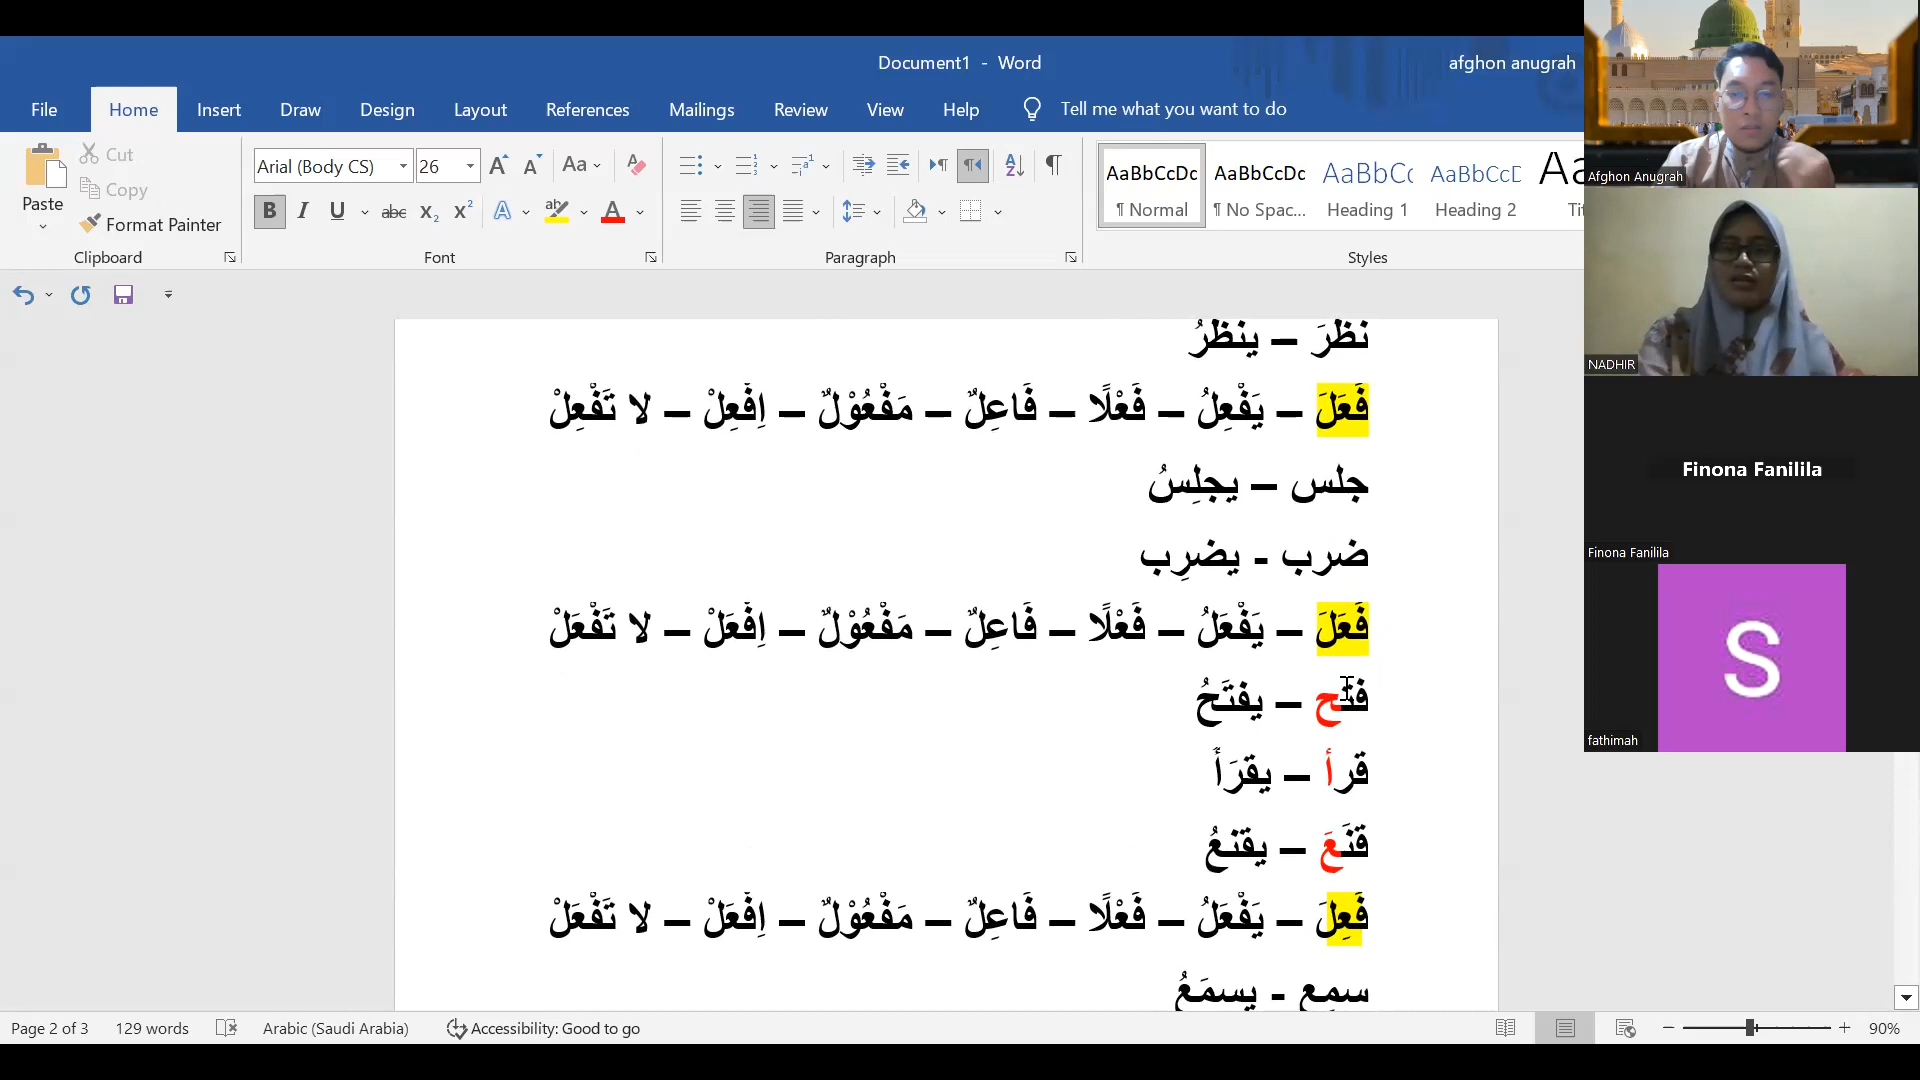 Document1 - Word
afghon anugrah
File
Home
Insert
Draw
Design
Layout
References
Mailings
Review
View
Help
Tell me what you want to do
Paste
Cut
Copy
Format Painter
Clipboard
Arial (Body CS)
26
Font
Paragraph
AaBbCcDc
¶ Normal
AaBbCcDc
¶ No Spac...
AaBbCc
Heading 1
AaBbCcD
Heading 2
Styles
نظَرَ – ينظُرُ
فَعَلَ – يَفْعِلُ – فَعْلًا – فَاعِلٌ – مَفْعُوْلٌ – اِفْعِلْ – لا تَفْعِلْ
جلس – يجلِسُ
ضرب - يضرِب
فَعَلَ – يَفْعَلُ – فَعْلًا – فَاعِلٌ – مَفْعُوْلٌ – اِفْعَلْ – لا تَفْعَلْ
فتح – يفتَحُ
قرأ – يقرَأُ
قنَعَ – يقنعُ
فَعِلَ – يَفْعَلُ – فَعْلًا – فَاعِلٌ – مَفْعُوْلٌ – اِفْعَلْ – لا تَفْعَلْ
سمِع - يسمَعُ
Afghon Anugrah
NADHIR
Finona Fanilila
Finona Fanilila
S
fathimah
Page 2 of 3
129 words
Arabic (Saudi Arabia)
Accessibility: Good to go
90%